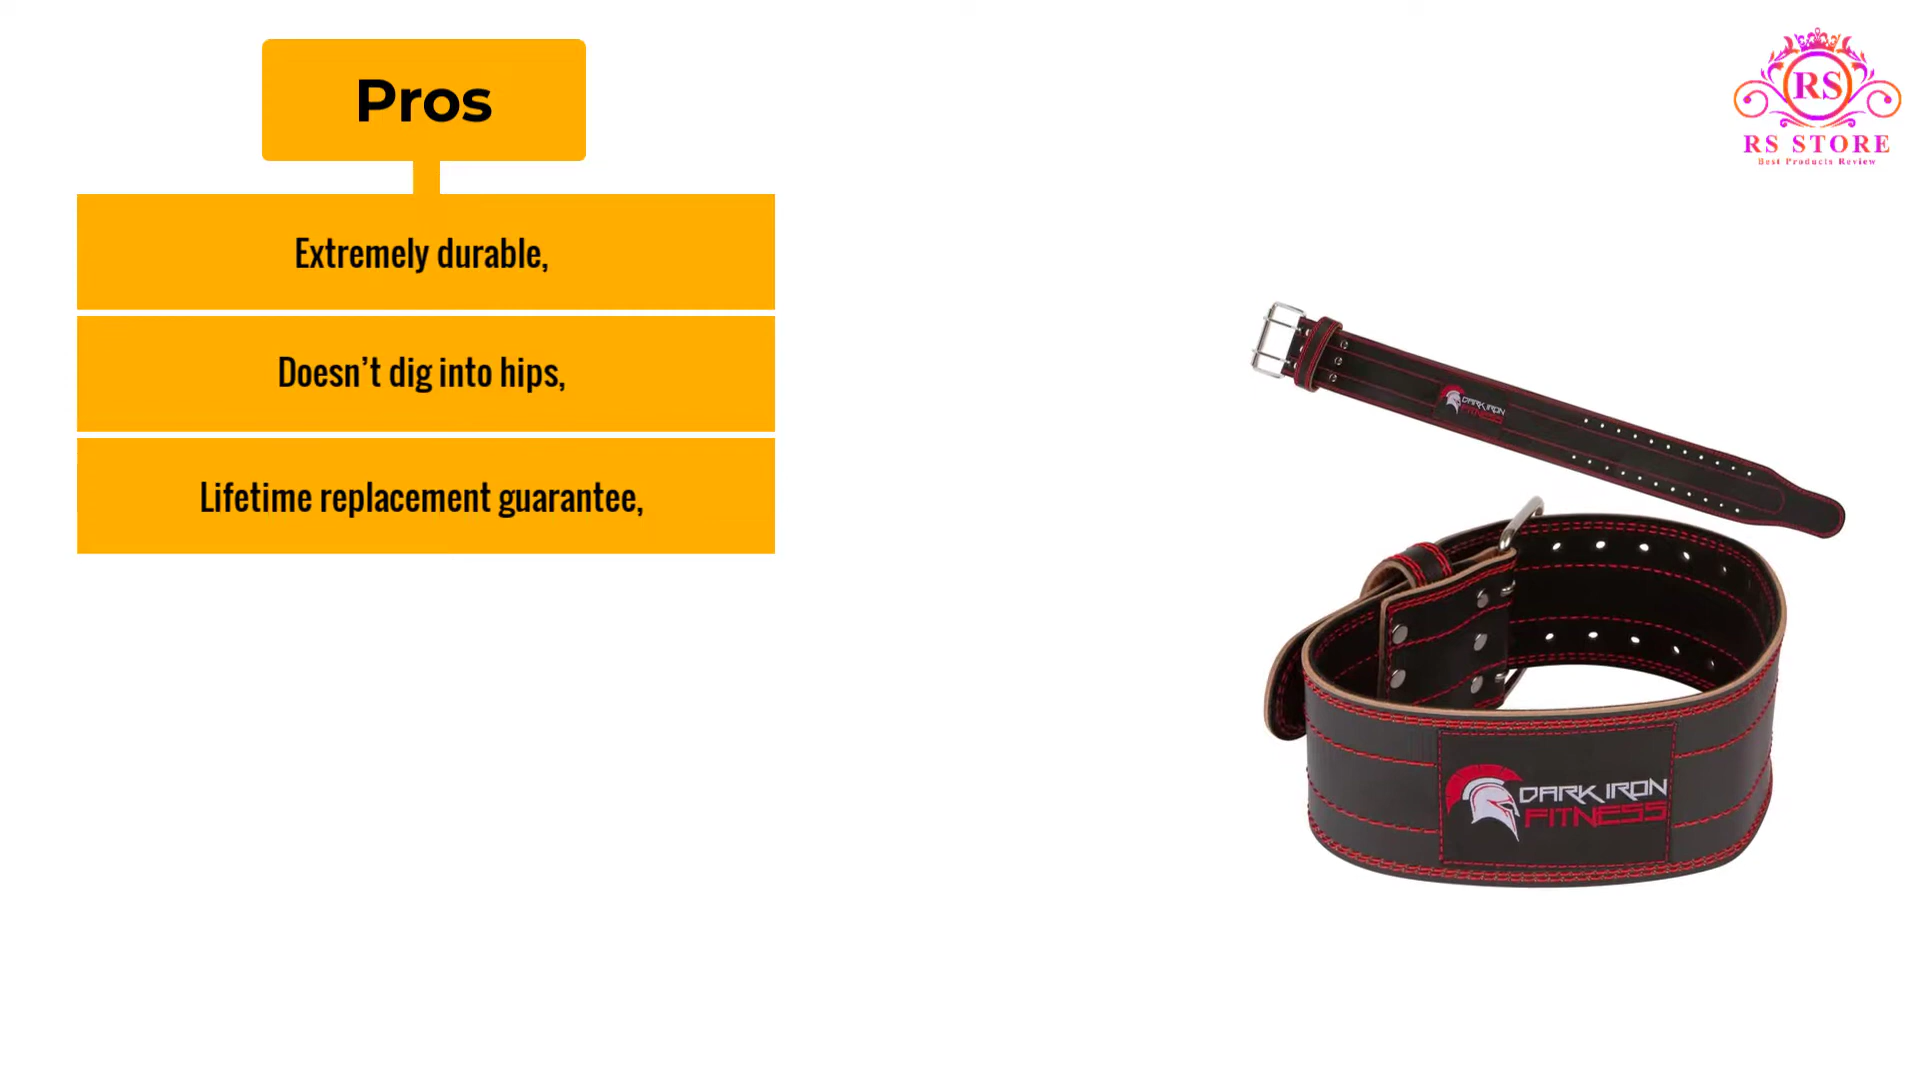 Pros
Extremely durable,
Doesn’t dig into hips,
Lifetime replacement guarantee,
RS
RS STORE
Best Products Review
DARK IRON
FITNESS
DARK IRON
FITNESS